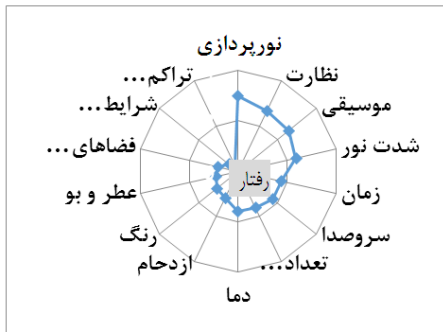 نورپردازی
نظارت
موسیقی
شدت نور
زمان
سروصدا
تعداد...
دما
ازدحام
رنگ
عطر و بو
فضاهای...
شرایط...
تراکم...
رفتار